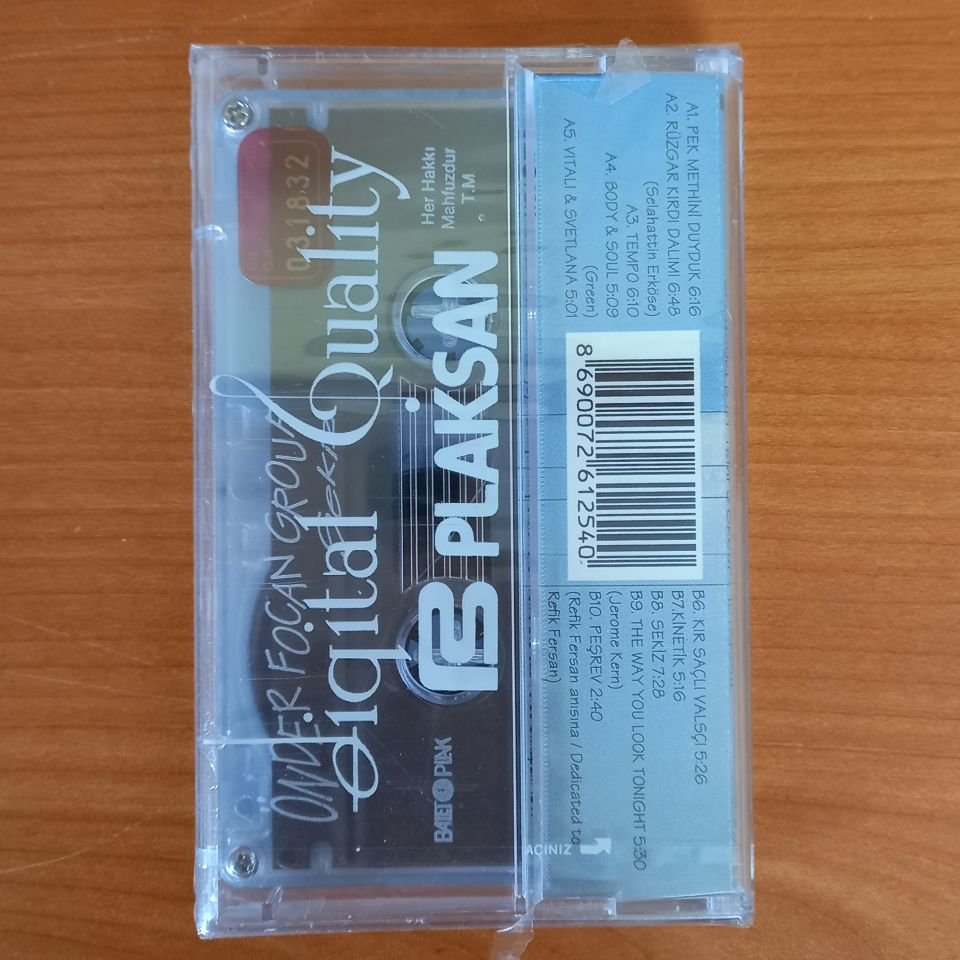 A1. PEK METHİNİ DUYDUK 6:16
A2. RÜZGAR KIRDI DALIMI 6:48
(Selahattin Erköse)
A3. TEMPO 6:10
A4. BODY & SOUL 5:09
(Green)
A5. VITALI & SVETLANA 5:01
8 690072 612540
B6. KIR SAÇLI VALSÇI 5:26
B7.KİNETİK 5:16
B8. SEKİZ 7:28
B9. THE WAY YOU LOOK TONIGHT 5:30
(Jerome Kern)
B10. PEŞREV 2:40
(Refik Fersan anısına / Dedicated to
Refik Fersan)
AÇINIZ
PLAKSAN
Her Hakkı
Mahfuzdur
T.M.
Digital Quality
031832
ÖNDER FOCAN GROUP